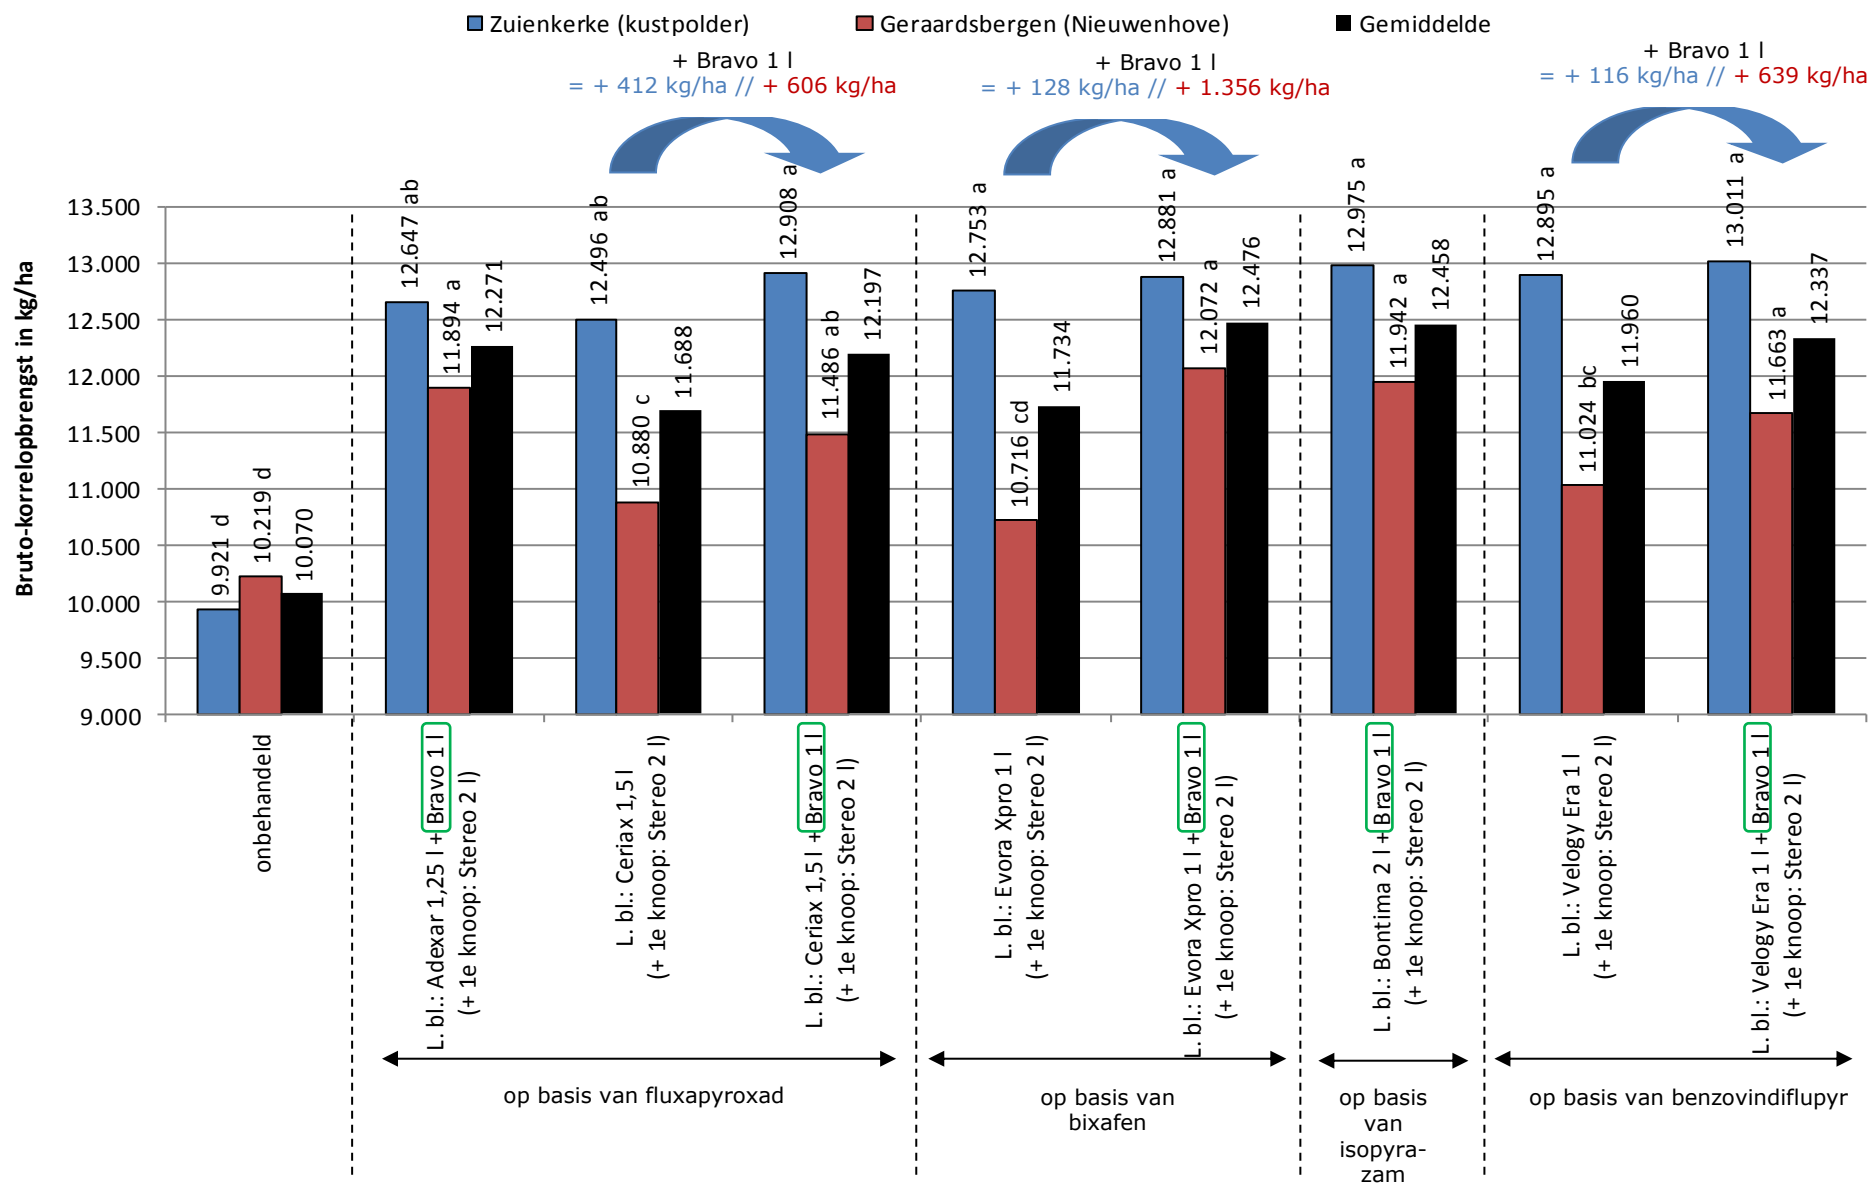 Zuienkerke (kustpolder)
Geraardsbergen (Nieuwenhove)
Gemiddelde
+ Bravo 1 l
= + 412 kg/ha // + 606 kg/ha
+ Bravo 1 l
= + 128 kg/ha // + 1.356 kg/ha
+ Bravo 1 l
= + 116 kg/ha // + 639 kg/ha
Bruto-korrelopbrengst in kg/ha
13.500
13.000
12.500
12.000
11.500
11.000
10.500
10.000
9.500
9.000
9.921 d
10.219 d
10.070
12.647 ab
11.894 a
12.271
12.496 ab
10.880 c
11.688
12.908 a
11.486 ab
12.197
12.753 a
10.716 cd
11.734
12.881 a
12.072 a
12.476
12.975 a
11.942 a
12.458
12.895 a
11.024 bc
11.960
13.011 a
11.663 a
12.337
onbehandeld
L. bl.: Adexar 1,25 l + Bravo 1 l
(+ 1e knoop: Stereo 2 l)
L. bl.: Ceriax 1,5 l
(+ 1e knoop: Stereo 2 l)
L. bl.: Ceriax 1,5 l + Bravo 1 l
(+ 1e knoop: Stereo 2 l)
L. bl.: Evora Xpro 1 l
(+ 1e knoop: Stereo 2 l)
L. bl.: Evora Xpro 1 l + Bravo 1 l
(+ 1e knoop: Stereo 2 l)
L. bl.: Bontima 2 l + Bravo 1 l
(+ 1e knoop: Stereo 2 l)
L. bl.: Velogy Era 1 l
(+ 1e knoop: Stereo 2 l)
L. bl.: Velogy Era 1 l + Bravo 1 l
(+ 1e knoop: Stereo 2 l)
op basis van fluxapyroxad
op basis van
bixafen
op basis
van
isopyra-
zam
op basis van benzovindiflupyr